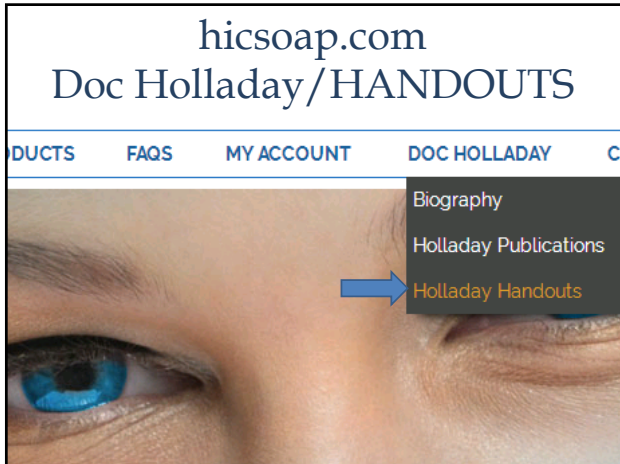 hicsoap.com
Doc Holladay/HANDOUTS
DUCTS FAQS MY ACCOUNT DOC HOLLADAY C
Biography
Holladay Publications
Holladay Handouts